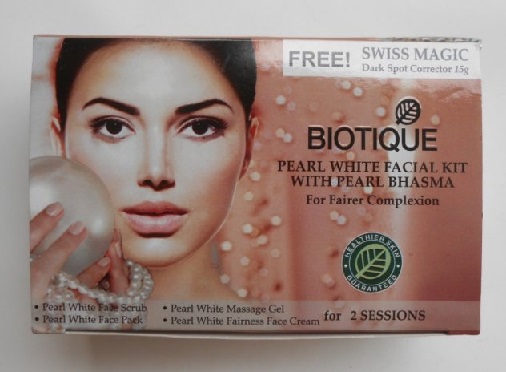 FREE! SWISS MAGIC
Dark Spot Corrector 15g
BIOTIQUE
PEARL WHITE FACIAL KIT
WITH PEARL BHASMA
For Fairer Complexion
HEALTHIER SKIN
GUARANTEED
• Pearl White Face Scrub • Pearl White Massage Gel
• Pearl White Face Pack • Pearl White Fairness Face Cream for 2 SESSIONS